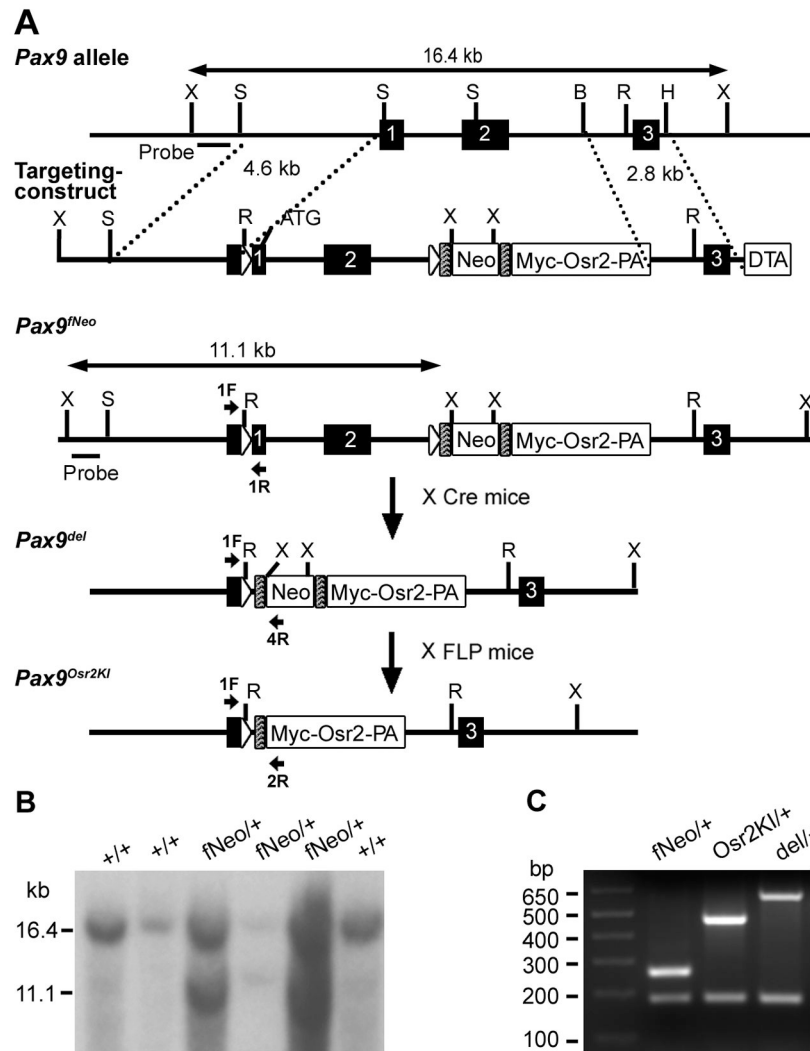 A
Pax9 allele
16.4 kb
X S S S B R H X
1 2 3
Probe
4.6 kb
2.8 kb
Targeting-
construct
X S R ATG X X R
1 2 Neo Myc-Osr2-PA 3 DTA
Pax9fNeo
11.1 kb
X S 1F R X X R X
1 2 Neo Myc-Osr2-PA 3
Probe
1R
X Cre mice
Pax9del
1F R X X R X
Neo Myc-Osr2-PA 3
4R
X FLP mice
Pax9Osr2KI
1F R R X
Myc-Osr2-PA 3
2R
B
+/+ +/+ fNeo/+ fNeo/+ fNeo/+ +/+
kb
16.4
11.1
C
fNeo/+ Osr2KI/+ del/
bp
650
500
400
300
200
100